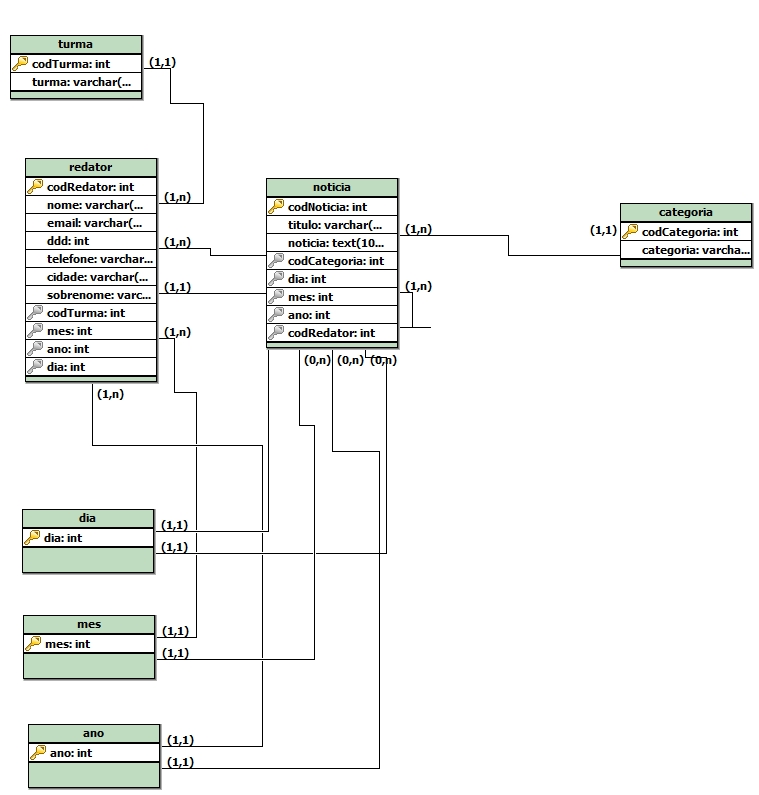 turma
codTurma: int
turma: varchar(...
(1,1)
redator
codRedator: int
nome: varchar(...
email: varchar(...
ddd: int
telefone: varchar...
cidade: varchar(...
sobrenome: varc...
codTurma: int
mes: int
ano: int
dia: int
(1,n)
(1,n)
(1,1)
(1,n)
(1,n)
noticia
codNoticia: int
titulo: varchar(...
noticia: text(10...
codCategoria: int
dia: int
mes: int
ano: int
codRedator: int
(1,n)
(1,n)
(0,n)
(0,n)
(0,n)
categoria
codCategoria: int
categoria: varcha...
(1,1)
dia
dia: int
(1,1)
(1,1)
mes
mes: int
(1,1)
(1,1)
ano
ano: int
(1,1)
(1,1)